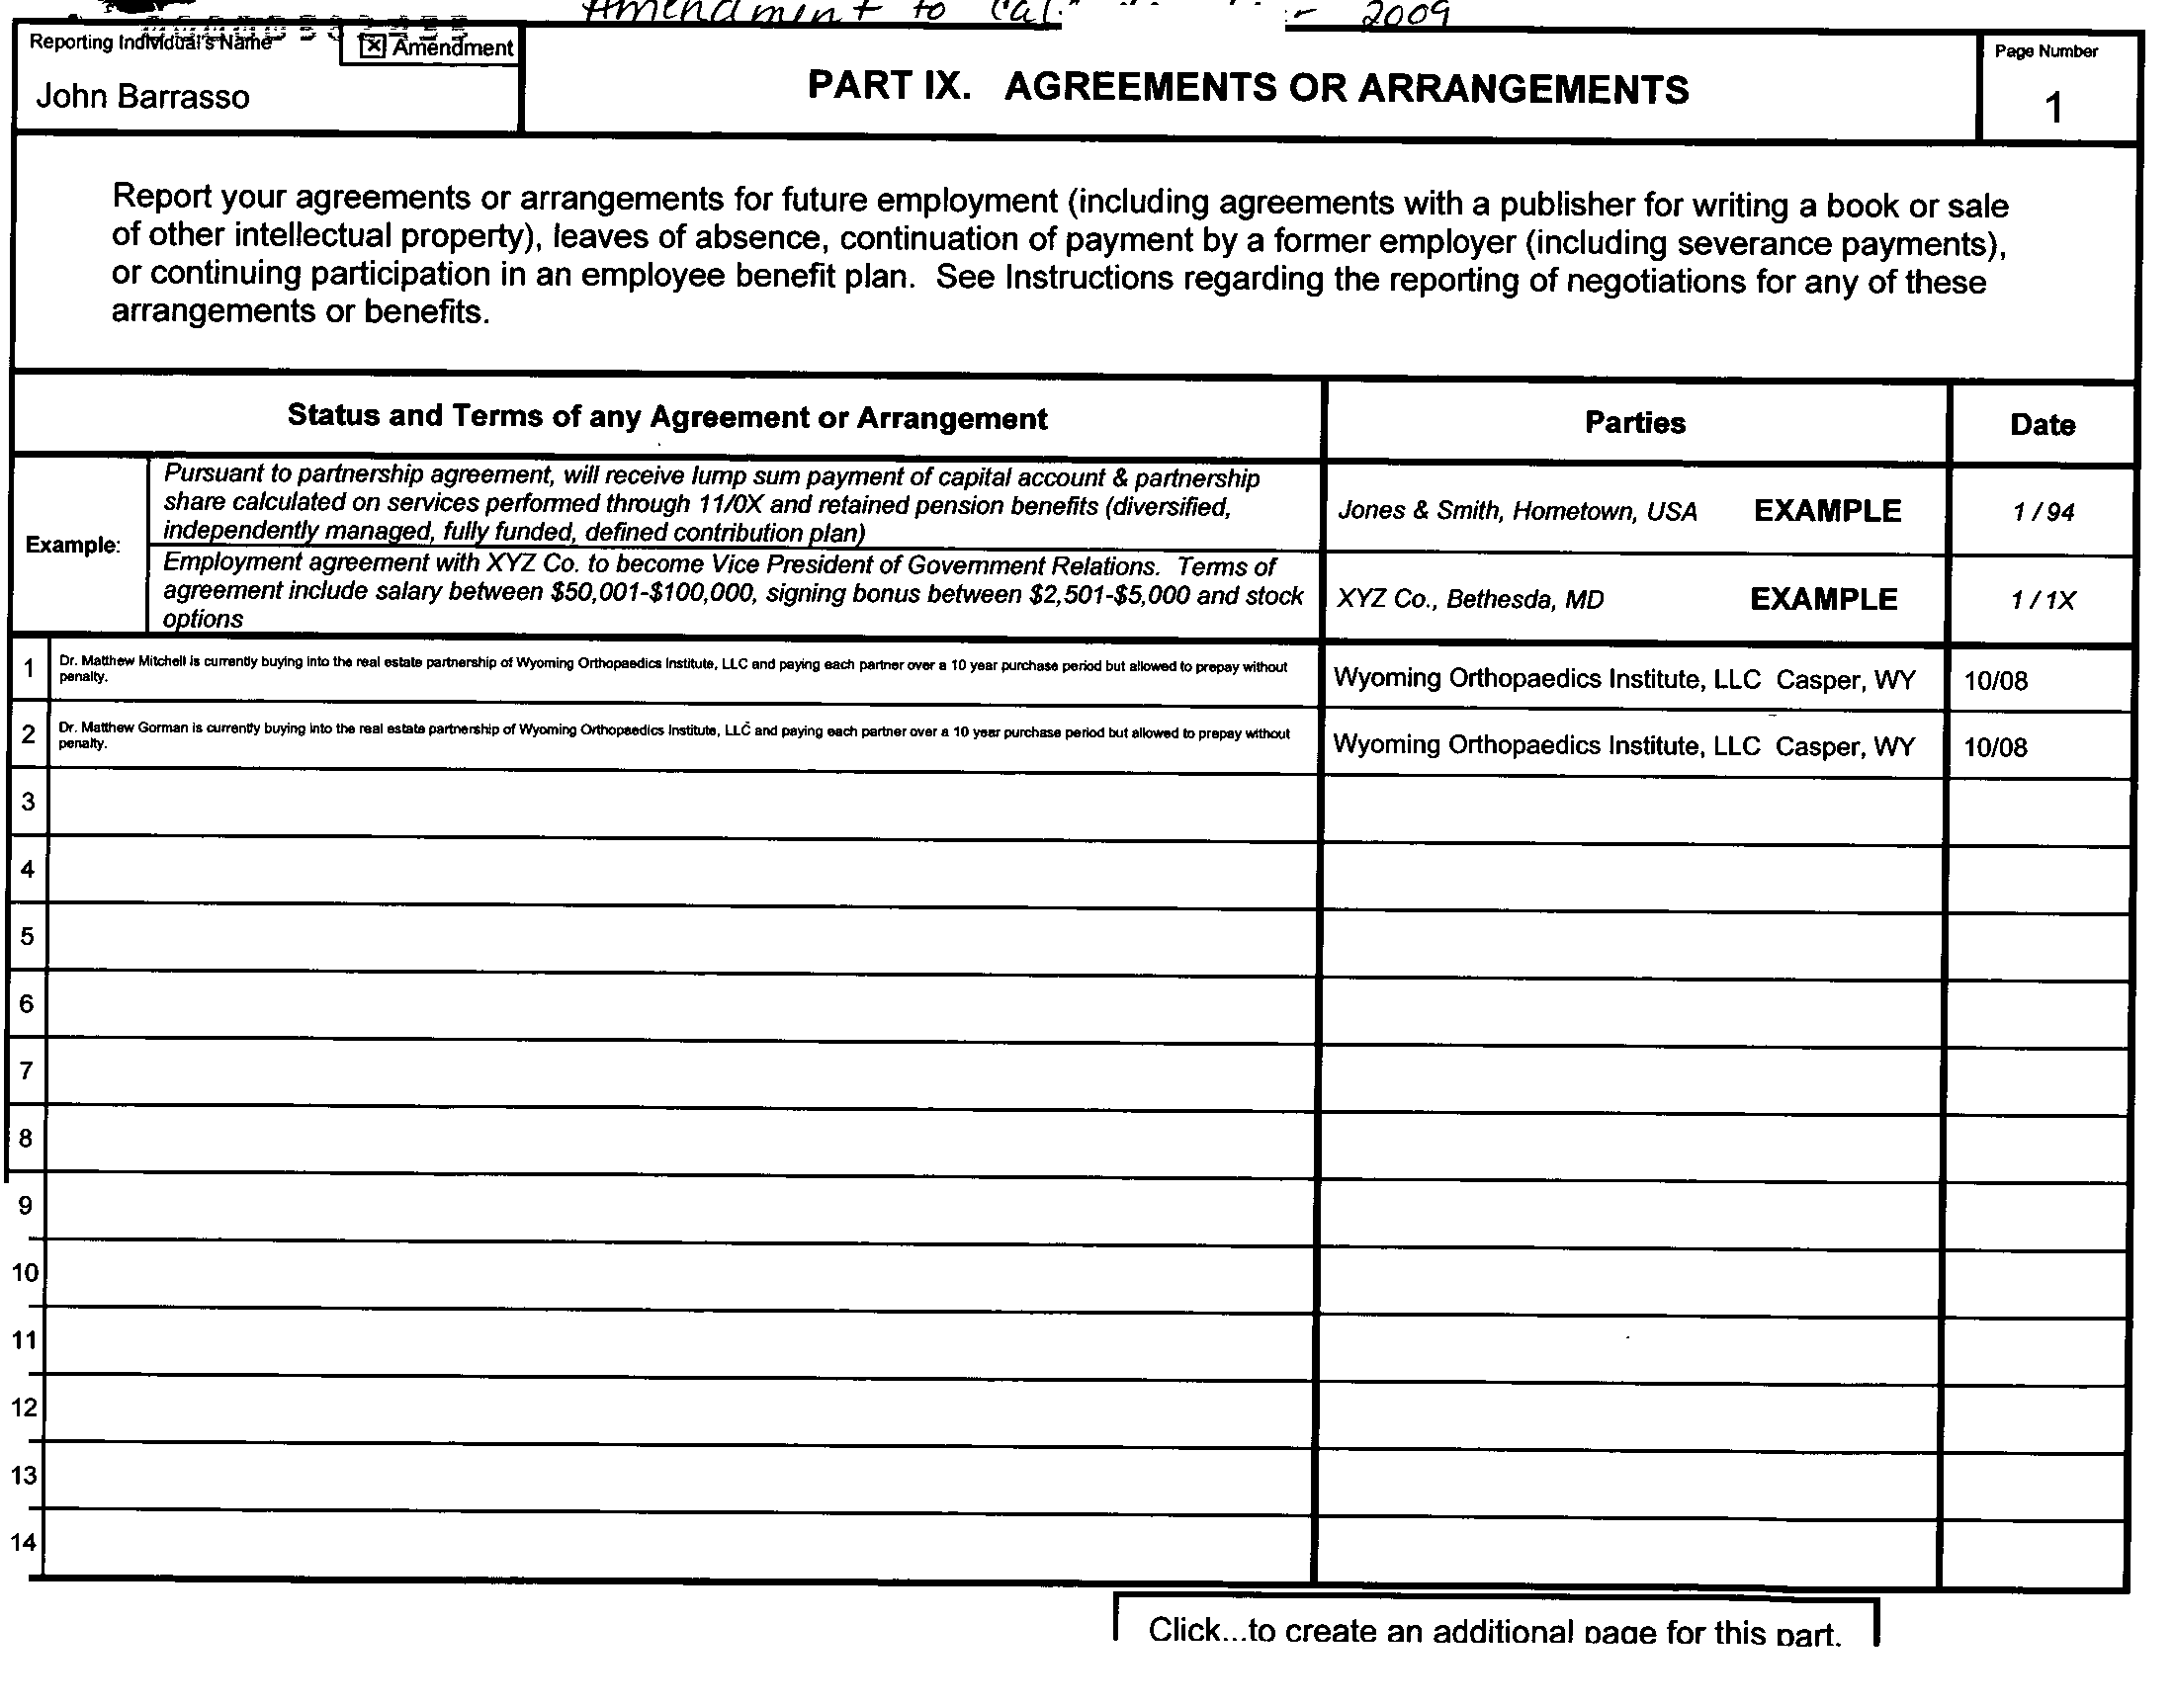 Amendment to Cal 2009
Reporting Individual's Name
☒ Amendment
John Barrasso
PART IX. AGREEMENTS OR ARRANGEMENTS
Page Number
1
Report your agreements or arrangements for future employment (including agreements with a publisher for writing a book or sale
of other intellectual property), leaves of absence, continuation of payment by a former employer (including severance payments),
or continuing participation in an employee benefit plan. See Instructions regarding the reporting of negotiations for any of these
arrangements or benefits.
Status and Terms of any Agreement or Arrangement
Parties
Date
Example:
Pursuant to partnership agreement, will receive lump sum payment of capital account & partnership
share calculated on services performed through 11/0X and retained pension benefits (diversified,
independently managed, fully funded, defined contribution plan)
Jones & Smith, Hometown, USA EXAMPLE
1 / 94
Employment agreement with XYZ Co. to become Vice President of Government Relations. Terms of
agreement include salary between $50,001-$100,000, signing bonus between $2,501-$5,000 and stock
options
XYZ Co., Bethesda, MD EXAMPLE
1 / 1X
1
Dr. Matthew Mitchell is currently buying into the real estate partnership of Wyoming Orthopaedics Institute, LLC and paying each partner over a 10 year purchase period but allowed to prepay without
penalty.
Wyoming Orthopaedics Institute, LLC Casper, WY
10/08
2
Dr. Matthew Gorman is currently buying into the real estate partnership of Wyoming Orthopaedics Institute, LLC and paying each partner over a 10 year purchase period but allowed to prepay without
penalty.
Wyoming Orthopaedics Institute, LLC Casper, WY
10/08
3
4
5
6
7
8
9
10
11
12
13
14
Click...to create an additional page for this part.